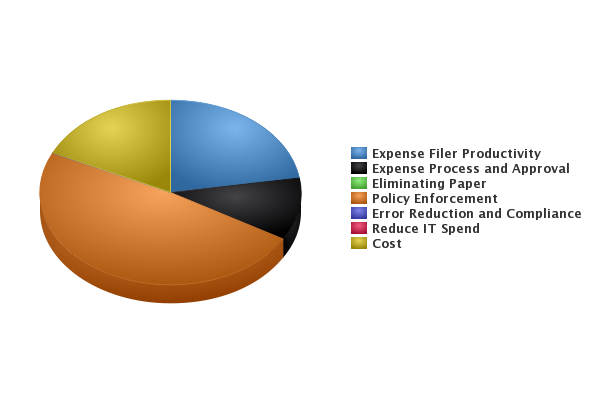 Expense Filer Productivity
Expense Process and Approval
Eliminating Paper
Policy Enforcement
Error Reduction and Compliance
Reduce IT Spend
Cost